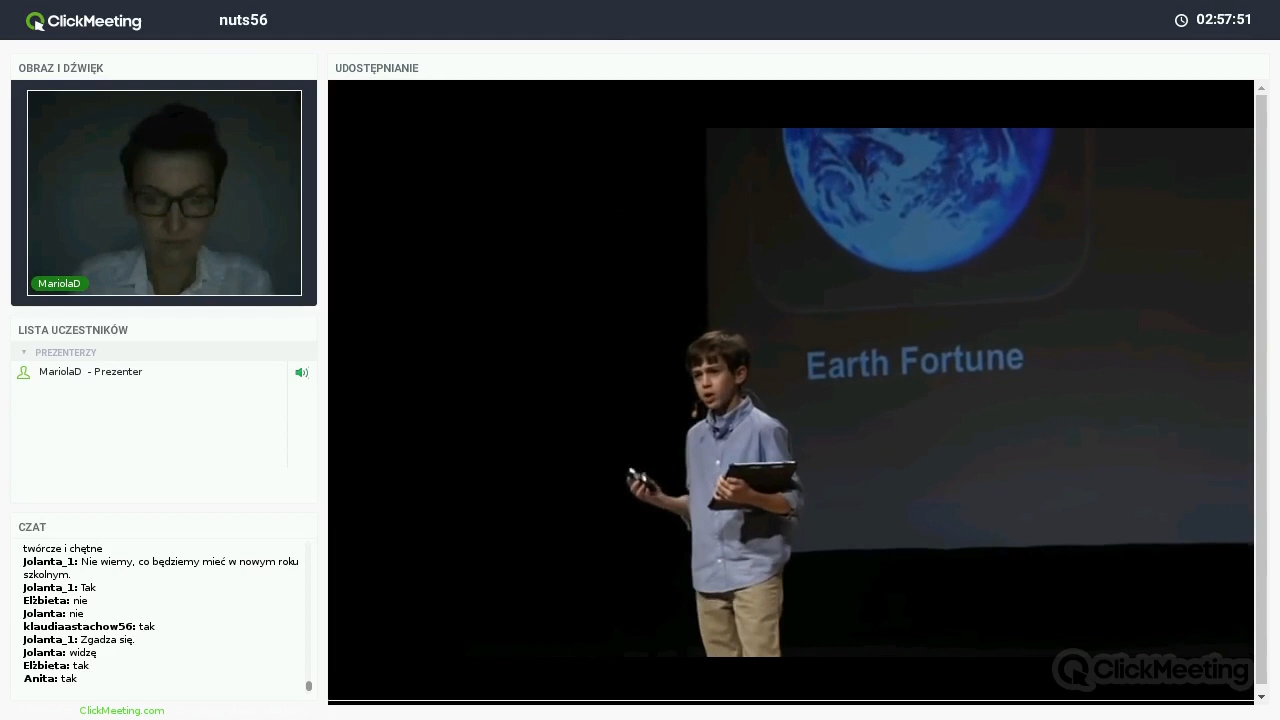 ClickMeeting
nuts56
02:57:51
OBRAZ I DŹWIĘK
MariolaD
LISTA UCZESTNIKÓW
PREZENTERZY
MariolaD - Prezenter
CZAT
twórcze i chętne
Jolanta_1: Nie wiemy, co będziemy mieć w nowym roku
szkolnym.
Jolanta_1: Tak
Elżbieta: nie
Jolanta: nie
klaudiaastachow56: tak
Jolanta_1: Zgadza się.
Jolanta: widzę
Elżbieta: tak
Anita: tak
ClickMeeting.com
UDOSTĘPNIANIE
Earth Fortune
ClickMeeting